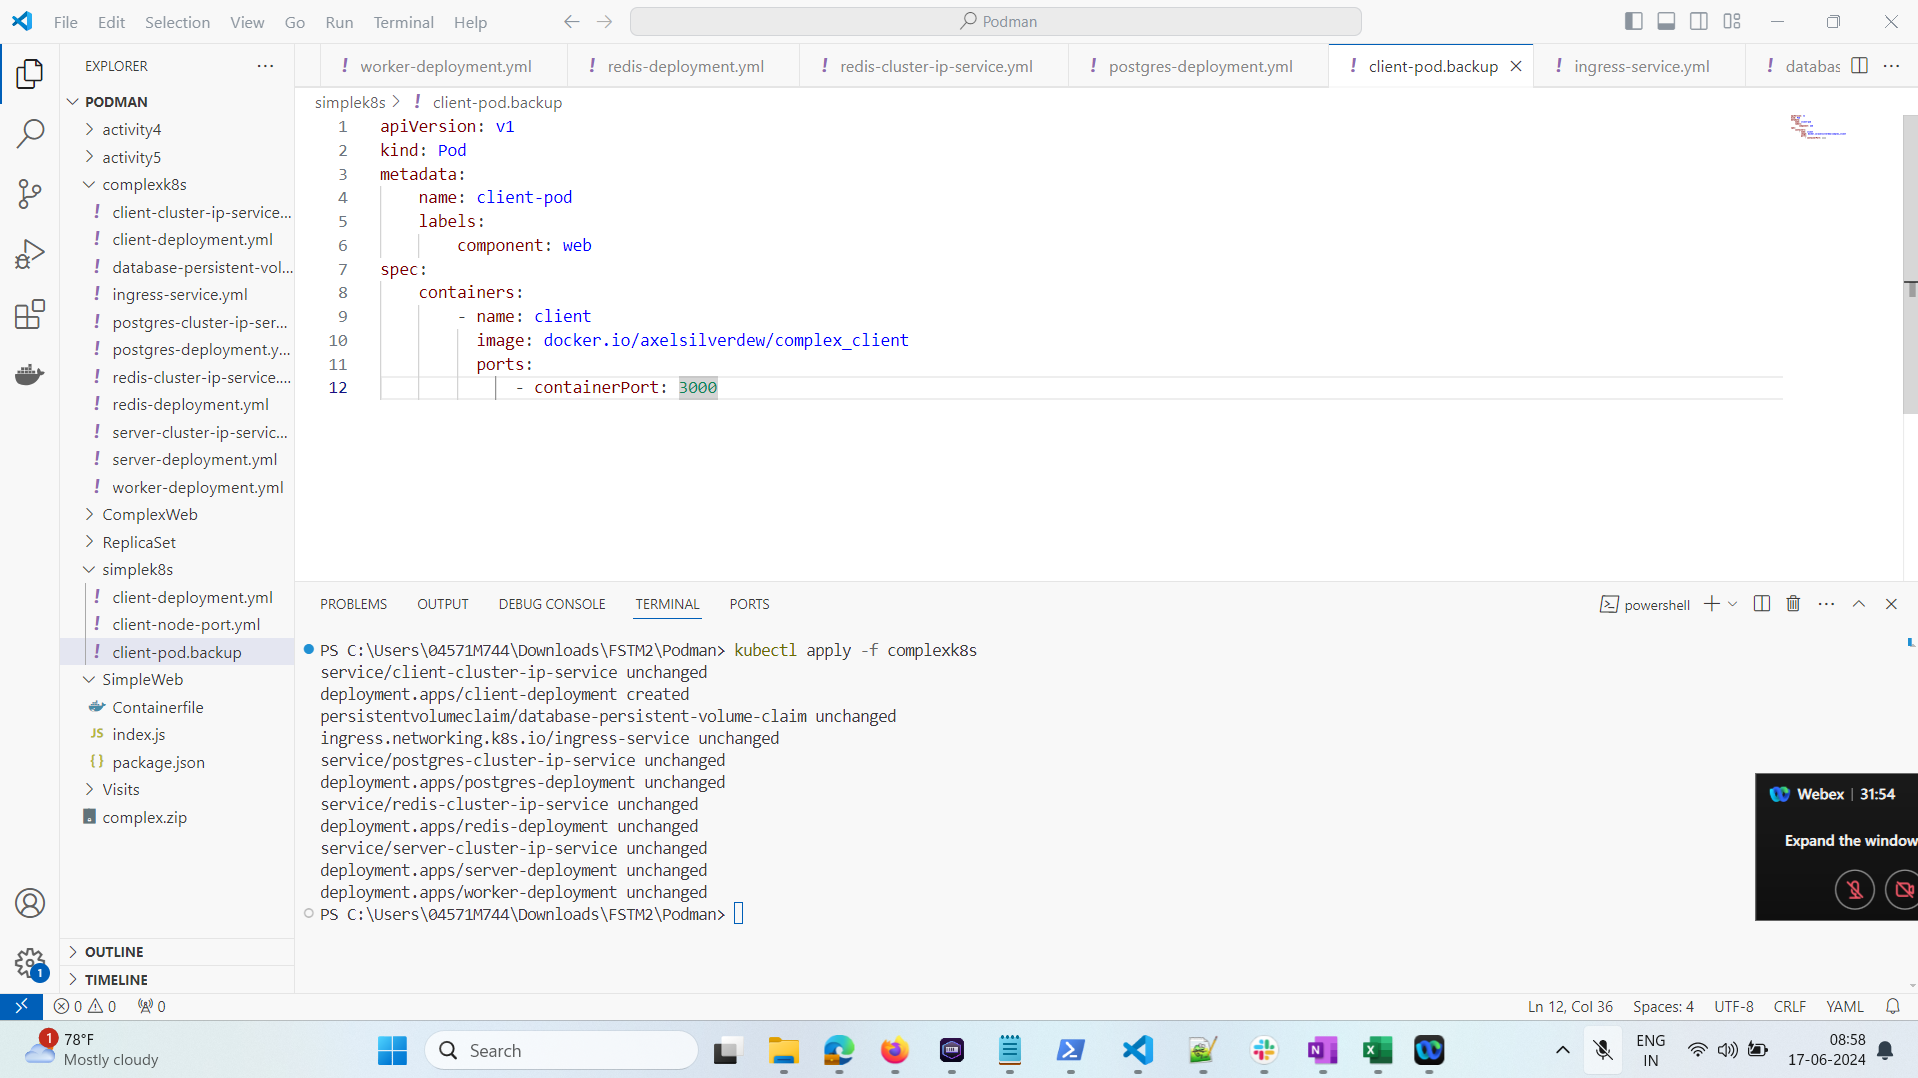 File Edit Selection View Go Run Terminal Help
Podman
EXPLORER
worker-deployment.yml
redis-deployment.yml
redis-cluster-ip-service.yml
postgres-deployment.yml
client-pod.backup
ingress-service.yml
databas
PODMAN
activity4
activity5
complexk8s
client-cluster-ip-service...
client-deployment.yml
database-persistent-vol...
ingress-service.yml
postgres-cluster-ip-ser...
postgres-deployment.y...
redis-cluster-ip-service....
redis-deployment.yml
server-cluster-ip-servic...
server-deployment.yml
worker-deployment.yml
ComplexWeb
ReplicaSet
simplek8s
client-deployment.yml
client-node-port.yml
client-pod.backup
SimpleWeb
Containerfile
JS index.js
{} package.json
Visits
complex.zip
OUTLINE
TIMELINE
simplek8s > ! client-pod.backup
1 apiVersion: v1
2 kind: Pod
3 metadata:
4 name: client-pod
5 labels:
6 component: web
7 spec:
8 containers:
9 - name: client
10 image: docker.io/axelsilverdew/complex_client
11 ports:
12 - containerPort: 3000
PROBLEMS OUTPUT DEBUG CONSOLE TERMINAL PORTS
powershell
PS C:\Users\04571M744\Downloads\FSTM2\Podman> kubectl apply -f complexk8s
service/client-cluster-ip-service unchanged
deployment.apps/client-deployment created
persistentvolumeclaim/database-persistent-volume-claim unchanged
ingress.networking.k8s.io/ingress-service unchanged
service/postgres-cluster-ip-service unchanged
deployment.apps/postgres-deployment unchanged
service/redis-cluster-ip-service unchanged
deployment.apps/redis-deployment unchanged
service/server-cluster-ip-service unchanged
deployment.apps/server-deployment unchanged
deployment.apps/worker-deployment unchanged
PS C:\Users\04571M744\Downloads\FSTM2\Podman>
Webex | 31:54
Expand the window
1
0 0 0
Ln 12, Col 36 Spaces: 4 UTF-8 CRLF YAML
1
78°F
Mostly cloudy
Search
ENG
IN
08:58
17-06-2024